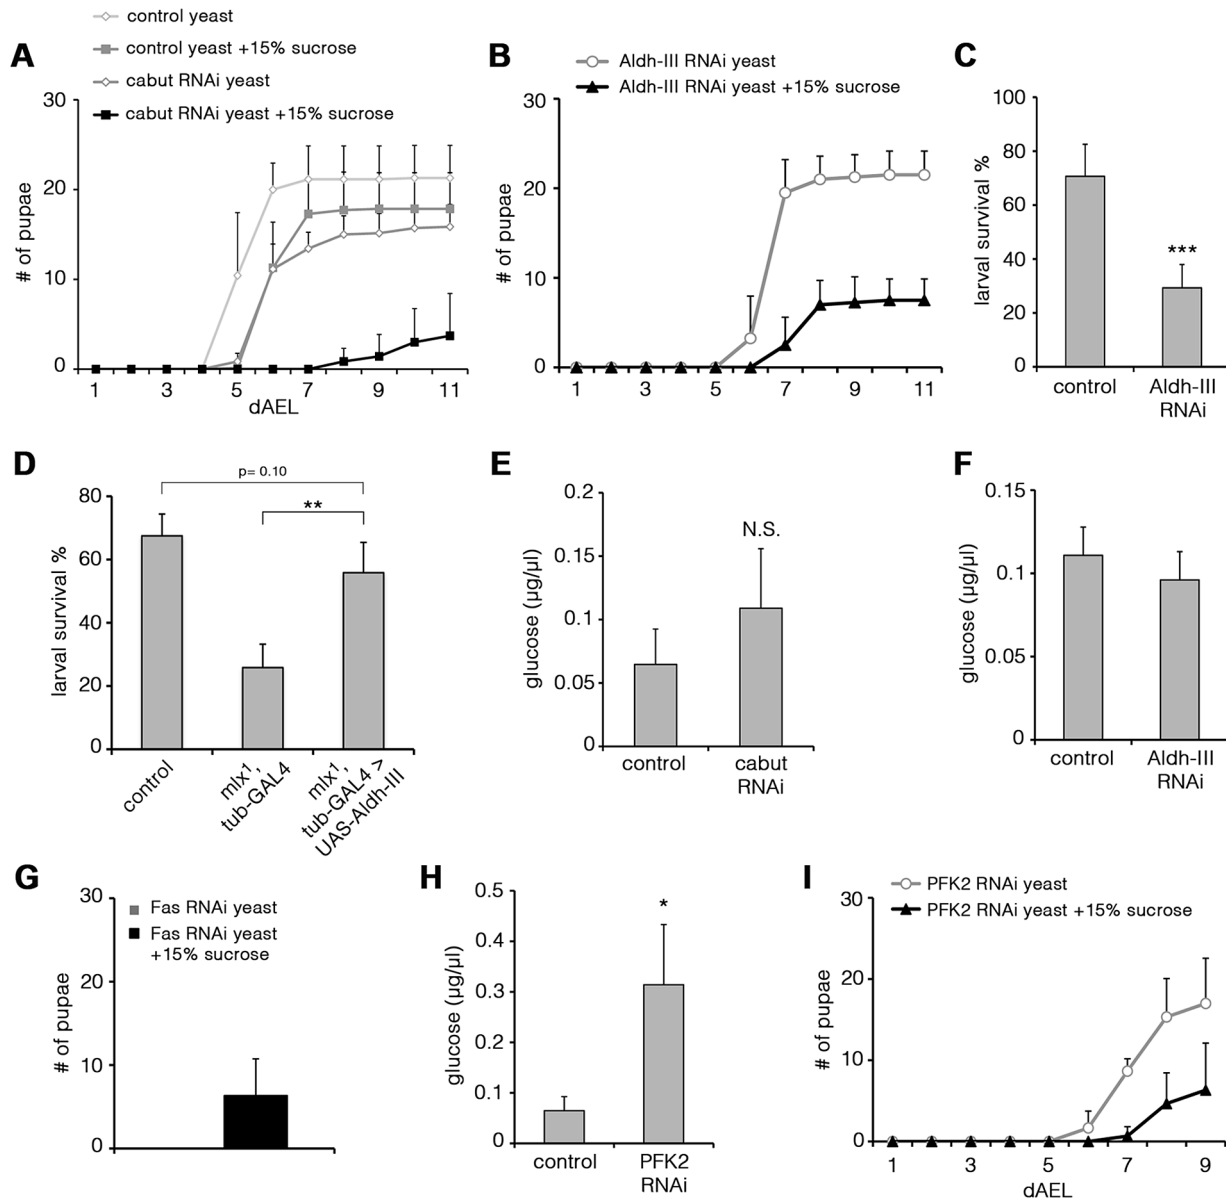 A
control yeast
control yeast +15% sucrose
cabut RNAi yeast
cabut RNAi yeast +15% sucrose
# of pupae
30
20
10
0
1 3 5 7 9 11
dAEL
B
Aldh-III RNAi yeast
Aldh-III RNAi yeast +15% sucrose
# of pupae
30
20
10
0
1 3 5 7 9 11
C
larval survival %
100
80
60
40
20
0
***
control
Aldh-III
RNAi
D
larval survival %
80
60
40
20
0
p= 0.10
**
control
mlx1,
tub-GAL4
mlx1,
tub-GAL4 >
UAS-Aldh-III
E
glucose (µg/µl)
0.2
0.15
0.1
0.05
0
N.S.
control
cabut
RNAi
F
glucose (µg/µl)
0.15
0.1
0.05
0
control
Aldh-III
RNAi
G
# of pupae
30
20
10
0
Fas RNAi yeast
Fas RNAi yeast
+15% sucrose
H
glucose (µg/µl)
0.5
0.4
0.3
0.2
0.1
0
*
control
PFK2
RNAi
I
PFK2 RNAi yeast
PFK2 RNAi yeast +15% sucrose
# of pupae
30
20
10
0
1 3 5 7 9
dAEL